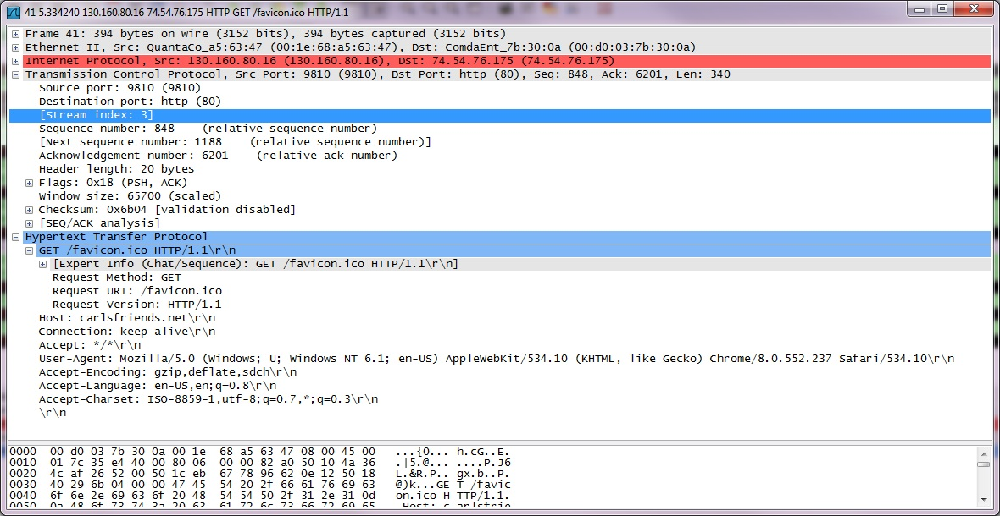 41 5.334240 130.160.80.16 74.54.76.175 HTTP GET /favicon.ico HTTP/1.1
Frame 41: 394 bytes on wire (3152 bits), 394 bytes captured (3152 bits)
Ethernet II, Src: QuantaCo_a5:63:47 (00:1e:68:a5:63:47), Dst: ComdaEnt_7b:30:0a (00:d0:03:7b:30:0a)
Internet Protocol, Src: 130.160.80.16 (130.160.80.16), Dst: 74.54.76.175 (74.54.76.175)
Transmission Control Protocol, Src Port: 9810 (9810), Dst Port: http (80), Seq: 848, Ack: 6201, Len: 340
Source port: 9810 (9810)
Destination port: http (80)
[Stream index: 3]
Sequence number: 848    (relative sequence number)
[Next sequence number: 1188    (relative sequence number)]
Acknowledgement number: 6201    (relative ack number)
Header length: 20 bytes
Flags: 0x18 (PSH, ACK)
Window size: 65700 (scaled)
Checksum: 0x6b04 [validation disabled]
[SEQ/ACK analysis]
Hypertext Transfer Protocol
GET /favicon.ico HTTP/1.1\r\n
[Expert Info (Chat/Sequence): GET /favicon.ico HTTP/1.1\r\n]
Request Method: GET
Request URI: /favicon.ico
Request Version: HTTP/1.1
Host: carlsfriends.net\r\n
Connection: keep-alive\r\n
Accept: */*\r\n
User-Agent: Mozilla/5.0 (Windows; U; Windows NT 6.1; en-US) AppleWebKit/534.10 (KHTML, like Gecko) Chrome/8.0.552.237 Safari/534.10\r\n
Accept-Encoding: gzip,deflate,sdch\r\n
Accept-Language: en-US,en;q=0.8\r\n
Accept-Charset: ISO-8859-1,utf-8;q=0.7,*;q=0.3\r\n
\r\n
0000  00 d0 03 7b 30 0a 00 1e  68 a5 63 47 08 00 45 00   ...{0... h.cG..E.
0010  01 7c 35 e4 40 00 80 06  00 00 82 a0 50 10 4a 36   .|5.@... ....P.J6
0020  4c af 26 52 00 50 1c eb  67 78 96 62 0e 12 50 18   L.&R.P.. gx.b..P.
0030  40 29 6b 04 00 00 47 45  54 20 2f 66 61 76 69 63   @)k...GE T /favic
0040  6f 6e 2e 69 63 6f 20 48  54 54 50 2f 31 2e 31 0d   on.ico H TTP/1.1.
0050  0a 48 6f 73 74 3a 20 63  61 72 6c 73 66 72 69 65   .Host: c arlsfrie